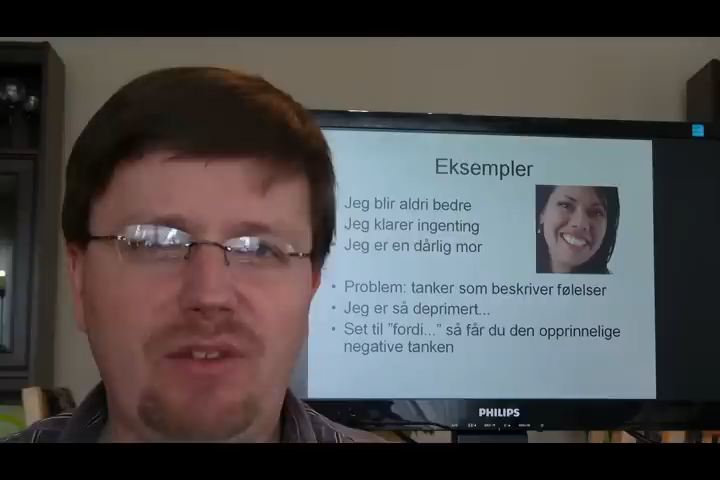 Eksempler
Jeg blir aldri bedre
Jeg klarer ingenting
Jeg er en dårlig mor
• Problem: tanker som beskriver følelser
• Jeg er så deprimert...
• Set til ”fordi...” så får du den opprinnelige
negative tanken
PHILIPS